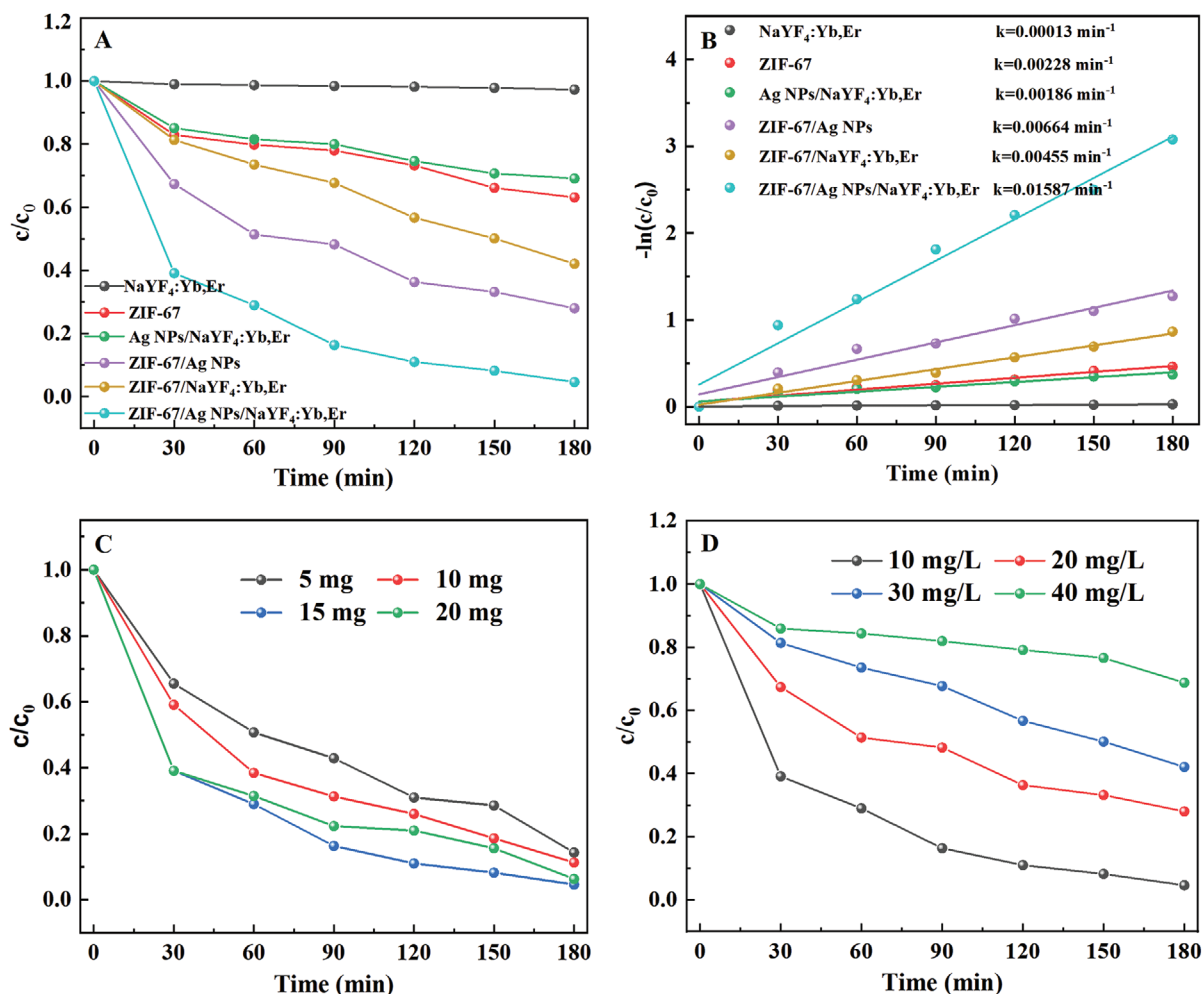 A
c/c0
1.2
1.0
0.8
0.6
0.4
0.2
0.0
NaYF4:Yb,Er
ZIF-67
Ag NPs/NaYF4:Yb,Er
ZIF-67/Ag NPs
ZIF-67/NaYF4:Yb,Er
ZIF-67/Ag NPs/NaYF4:Yb,Er
0 30 60 90 120 150 180
Time (min)
B
-ln(c/c0)
4
3
2
1
0
NaYF4:Yb,Er k=0.00013 min-1
ZIF-67 k=0.00228 min-1
Ag NPs/NaYF4:Yb,Er k=0.00186 min-1
ZIF-67/Ag NPs k=0.00664 min-1
ZIF-67/NaYF4:Yb,Er k=0.00455 min-1
ZIF-67/Ag NPs/NaYF4:Yb,Er k=0.01587 min-1
0 30 60 90 120 150 180
Time (min)
C
c/c0
1.0
0.8
0.6
0.4
0.2
0.0
5 mg 10 mg
15 mg 20 mg
0 30 60 90 120 150 180
Time (min)
D
c/c0
1.2
1.0
0.8
0.6
0.4
0.2
0.0
10 mg/L 20 mg/L
30 mg/L 40 mg/L
0 30 60 90 120 150 180
Time (min)